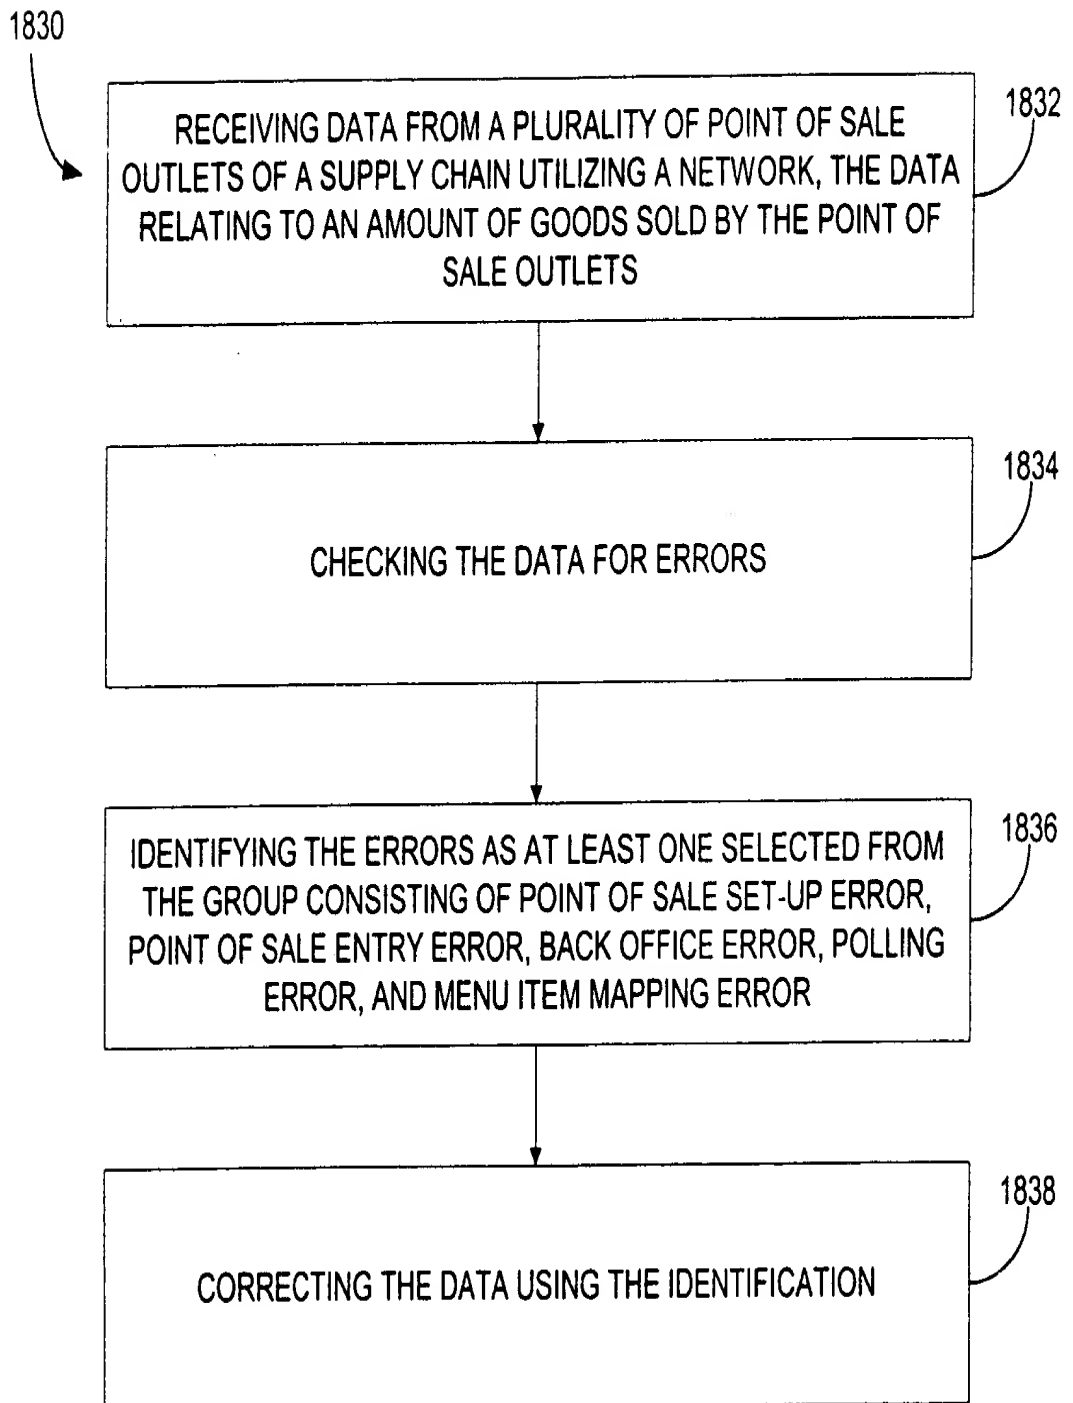 1830
1832
RECEIVING DATA FROM A PLURALITY OF POINT OF SALE
OUTLETS OF A SUPPLY CHAIN UTILIZING A NETWORK, THE DATA
RELATING TO AN AMOUNT OF GOODS SOLD BY THE POINT OF
SALE OUTLETS
1834
CHECKING THE DATA FOR ERRORS
1836
IDENTIFYING THE ERRORS AS AT LEAST ONE SELECTED FROM
THE GROUP CONSISTING OF POINT OF SALE SET-UP ERROR,
POINT OF SALE ENTRY ERROR, BACK OFFICE ERROR, POLLING
ERROR, AND MENU ITEM MAPPING ERROR
1838
CORRECTING THE DATA USING THE IDENTIFICATION